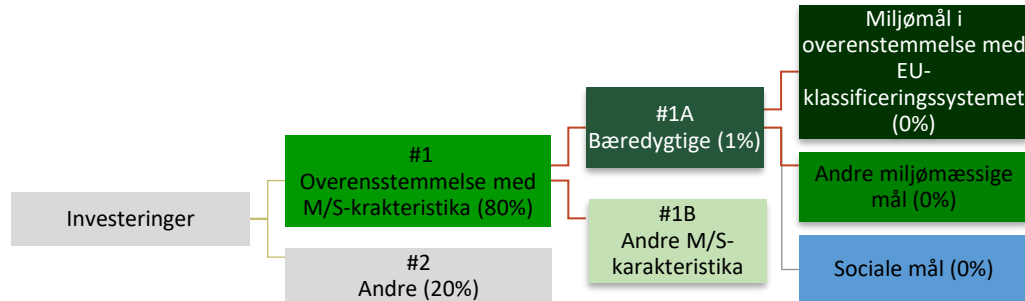 Investeringer
#1
Overensstemmelse med
M/S-krakteristika (80%)
#2
Andre (20%)
#1A
Bæredygtige (1%)
#1B
Andre M/S-
karakteristika
Miljømål i
overenstemmelse med
EU-
klassificeringssystemet
(0%)
Andre miljømæssige
mål (0%)
Sociale mål (0%)